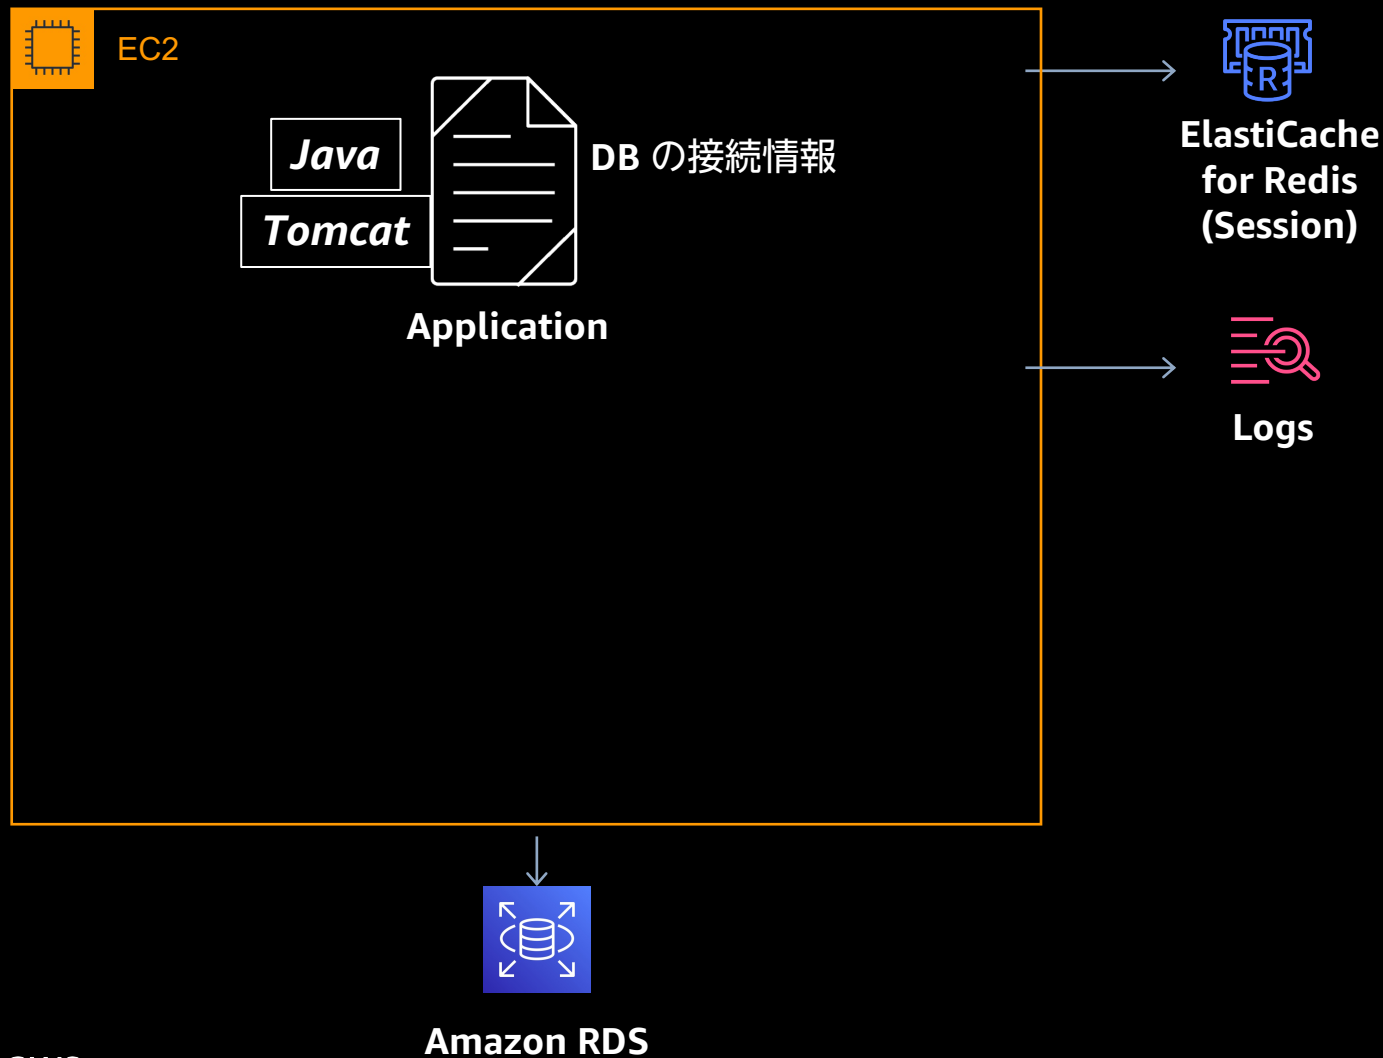 EC2
Java
Tomcat
DB の接続情報
Application
R
ElastiCache
for Redis
(Session)
Logs
Amazon RDS